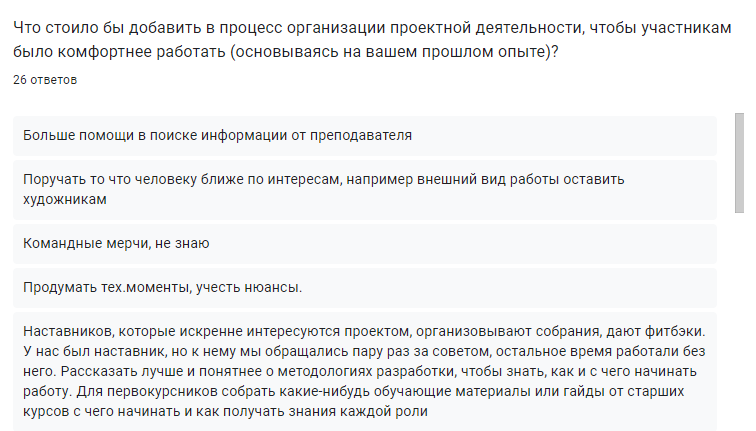 Что стоило бы добавить в процесс организации проектной деятельности, чтобы участникам
было комфортнее работать (основываясь на вашем прошлом опыте)?
26 ответов
Больше помощи в поиске информации от преподавателя
Поручать то что человеку ближе по интересам, например внешний вид работы оставить
художникам
Командные мерчи, не знаю
Продумать тех.моменты, учесть нюансы.
Наставников, которые искренне интересуются проектом, организовывают собрания, дают фитбэки.
У нас был наставник, но к нему мы обращались пару раз за советом, остальное время работали без
него. Рассказать лучше и понятнее о методологиях разработки, чтобы знать, как и с чего начинать
работу. Для первокурсников собрать какие-нибудь обучающие материалы или гайды от старших
курсов с чего начинать и как получать знания каждой роли